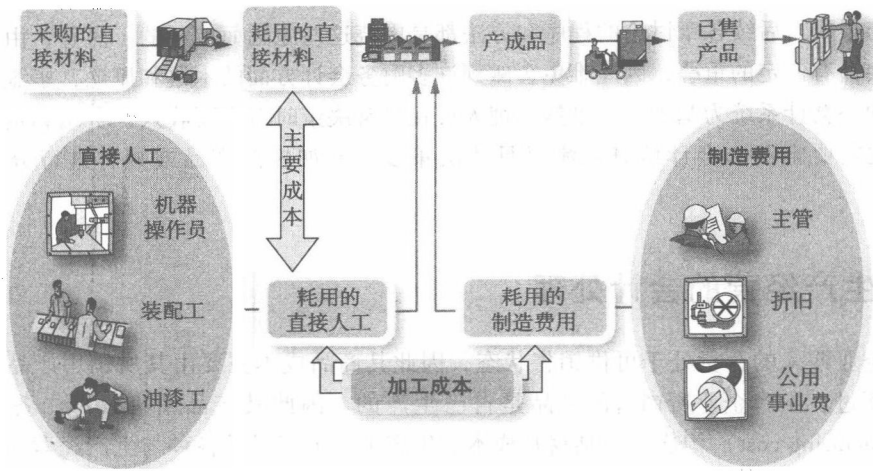 采购的直
接材料
耗用的直
接材料
产成品
已售
产品
直接人工
机器
操作员
装配工
油漆工
主要成本
耗用的
直接人工
耗用的
制造费用
加工成本
制造费用
主管
折旧
公用
事业费